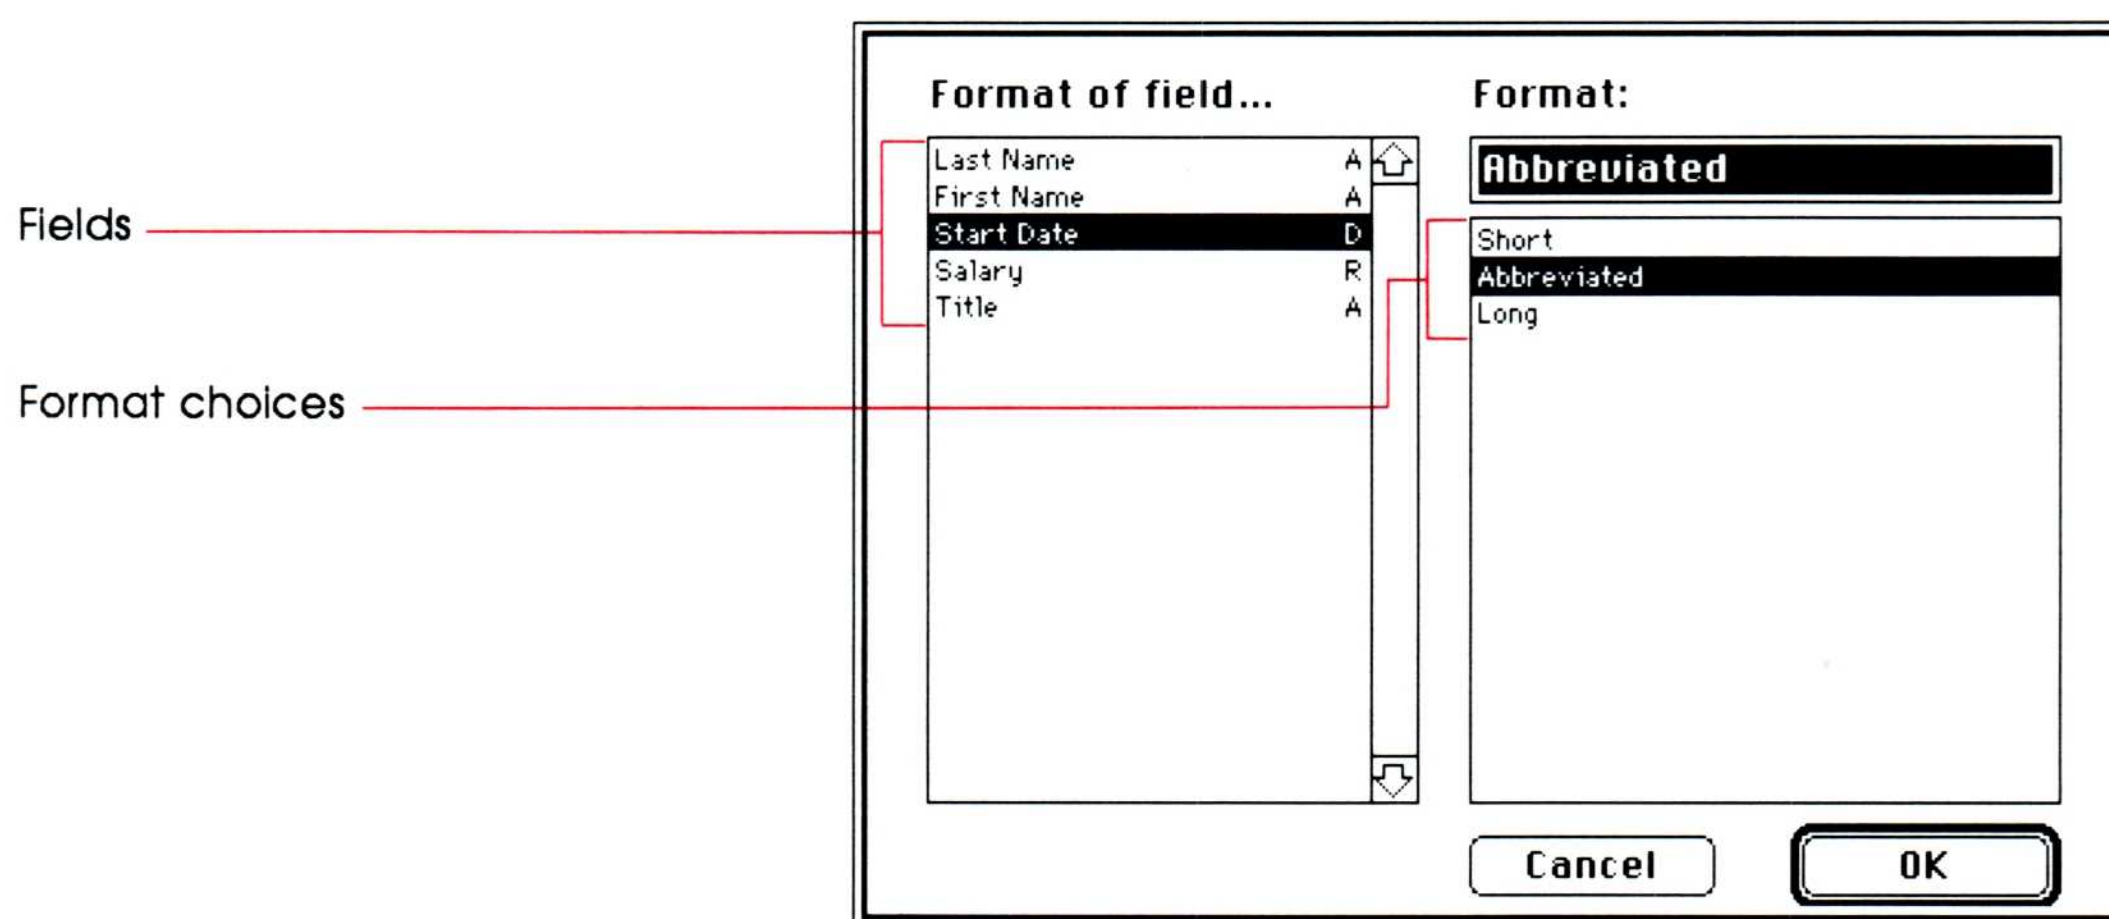 Format of field...
Format:
Last Name A
First Name A
Start Date D
Salary R
Title A
Abbreviated
Short
Abbreviated
Long
Fields
Format choices
Cancel
OK